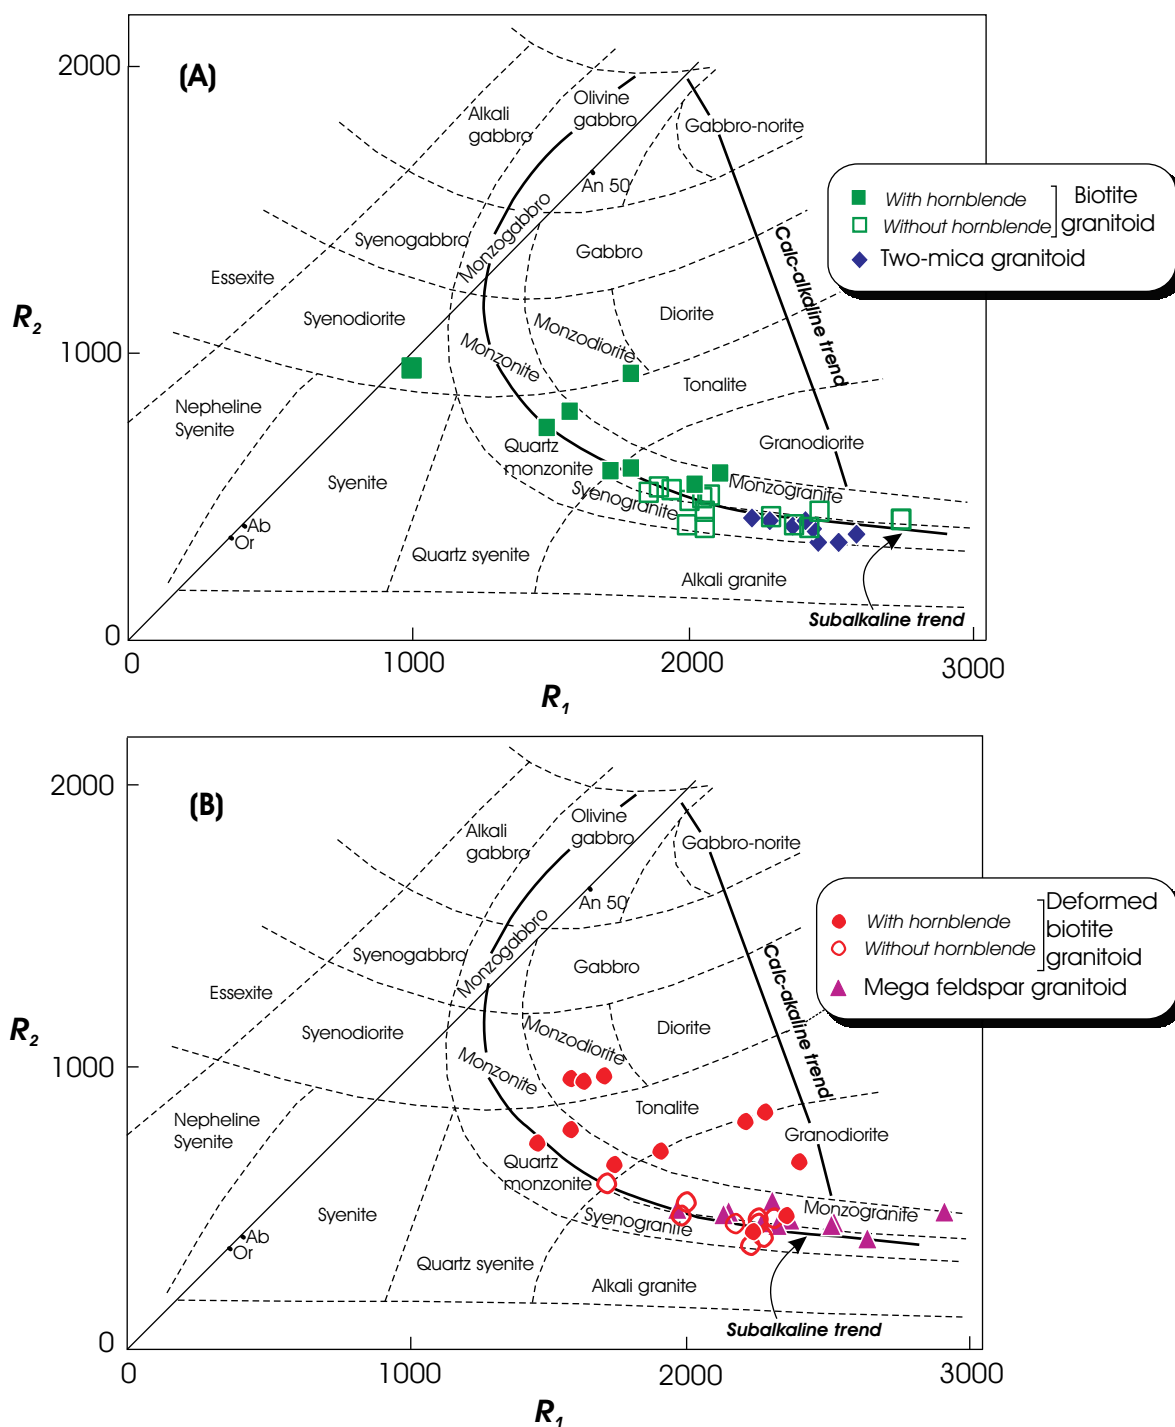 (A)
2000
1000
0
R2
Alkali
gabbro
Olivine
gabbro
Gabbro-norite
An 50
Syenogabbro
Monzogabbro
Gabbro
Essexite
Syenodiorite
Monzodiorite
Diorite
Monzonite
Tonalite
Nepheline
Syenite
Syenite
Quartz
monzonite
Granodiorite
Monzogranite
Syenogranite
Ab
Or
Quartz syenite
Alkali granite
Calc-alkaline trend
Subalkaline trend
0
1000
2000
3000
R1
With hornblende
Without hornblende
Biotite
granitoid
Two-mica granitoid
(B)
2000
1000
0
R2
Alkali
gabbro
Olivine
gabbro
Gabbro-norite
An 50
Syenogabbro
Monzogabbro
Gabbro
Essexite
Syenodiorite
Monzodiorite
Diorite
Monzonite
Tonalite
Nepheline
Syenite
Syenite
Quartz
monzonite
Granodiorite
Monzogranite
Syenogranite
Ab
Or
Quartz syenite
Alkali granite
Calc-akaline trend
Subalkaline trend
0
1000
2000
3000
R1
With hornblende
Without hornblende
Deformed
biotite
granitoid
Mega feldspar granitoid